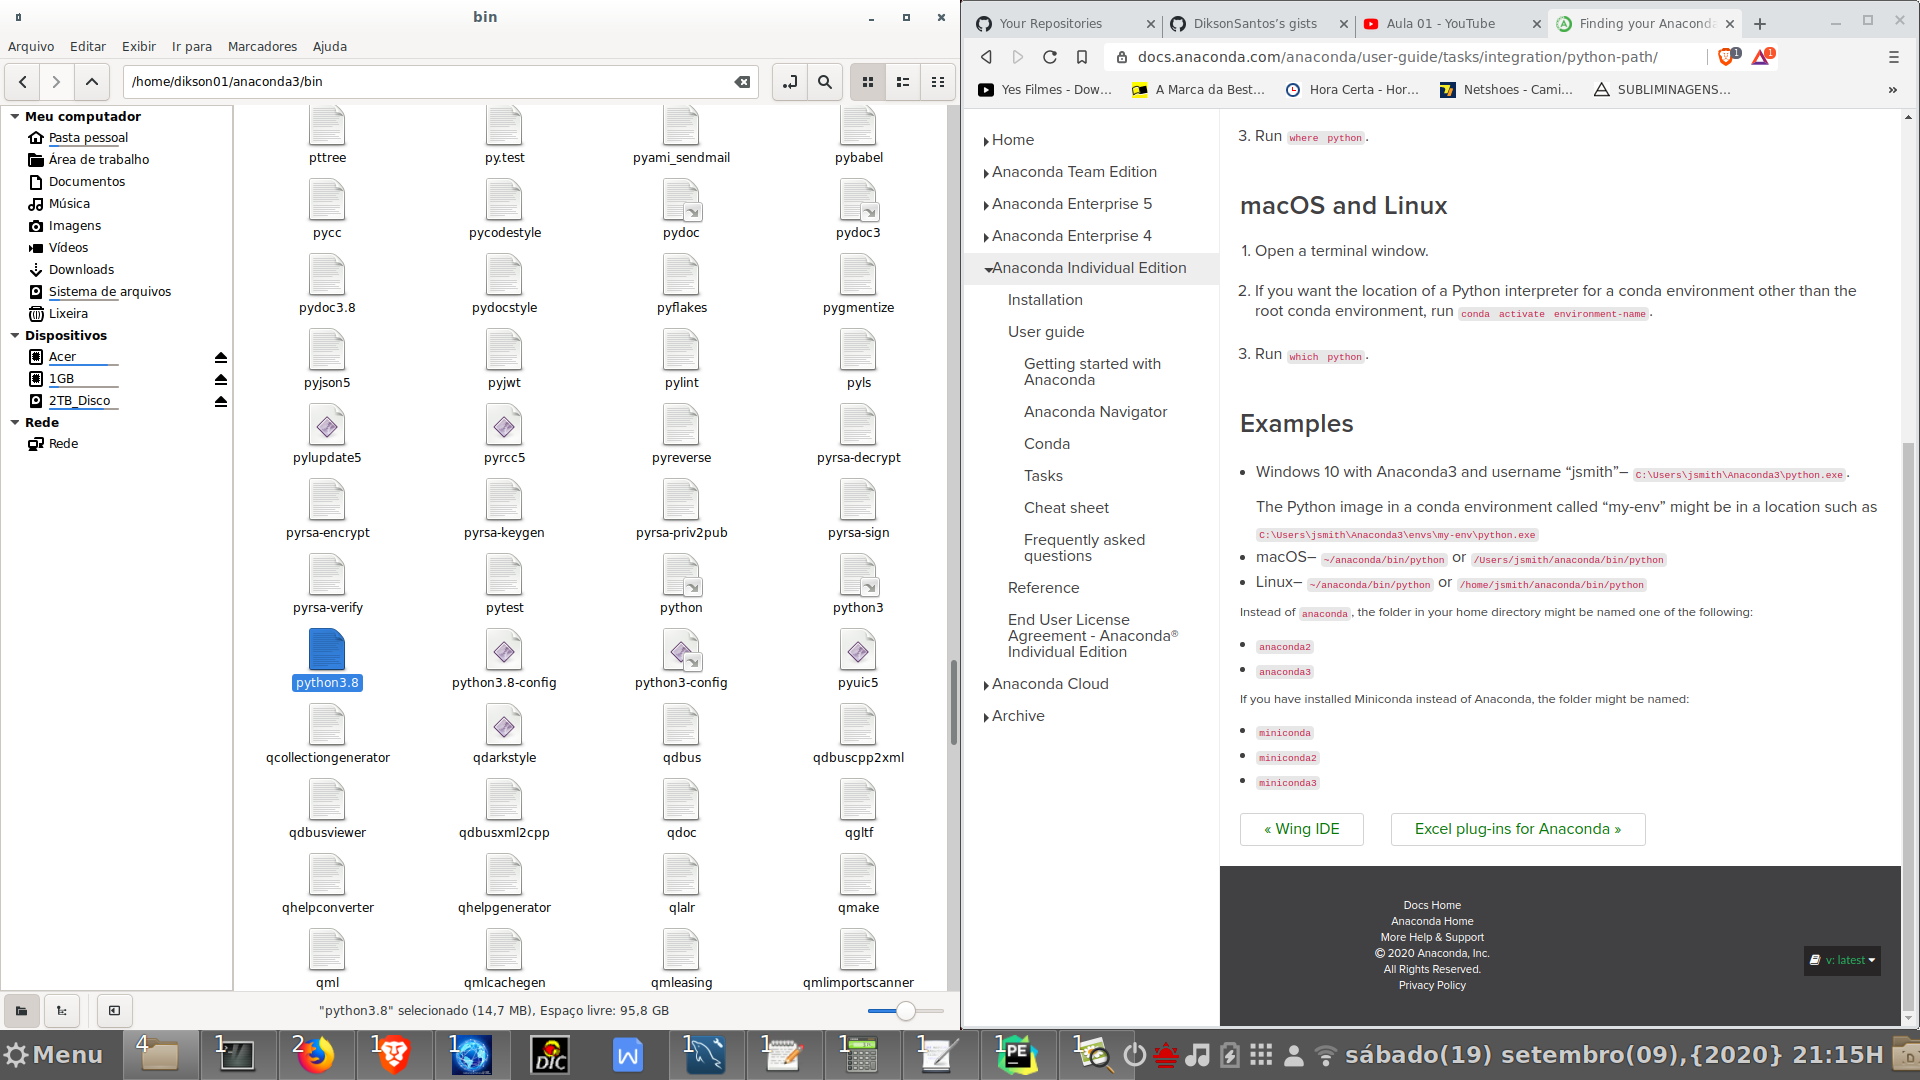 bin
Arquivo Editar Exibir Ir para Marcadores Ajuda
/home/dikson01/anaconda3/bin
Meu computador
Pasta pessoal
Área de trabalho
Documentos
Música
Imagens
Vídeos
Downloads
Sistema de arquivos
Lixeira
Dispositivos
Acer
1GB
2TB_Disco
Rede
Rede
pttree py.test pyami_sendmail pybabel
pycc pycodestyle pydoc pydoc3
pydoc3.8 pydocstyle pyflakes pygmentize
pyjson5 pyjwt pylint pyls
pylupdate5 pyrcc5 pyreverse pyrsa-decrypt
pyrsa-encrypt pyrsa-keygen pyrsa-priv2pub pyrsa-sign
pyrsa-verify pytest python python3
python3.8 python3.8-config python3-config pyuic5
qcollectiongenerator qdarkstyle qdbus qdbuscpp2xml
qdbusviewer qdbusxml2cpp qdoc qgltf
qhelpconverter qhelpgenerator qlalr qmake
qml qmlcachegen qmleasing qmlimportscanner
"python3.8" selecionado (14,7 MB), Espaço livre: 95,8 GB
Your Repositories DiksonSantos's gists Aula 01 - YouTube Finding your Anaconda
docs.anaconda.com/anaconda/user-guide/tasks/integration/python-path/ 1 1
Yes Filmes - Dow... A Marca da Best... Hora Certa - Hor... Netshoes - Cami... SUBLIMINAGENS... »
Home
Anaconda Team Edition
Anaconda Enterprise 5
Anaconda Enterprise 4
Anaconda Individual Edition
Installation
User guide
Getting started with
Anaconda
Anaconda Navigator
Conda
Tasks
Cheat sheet
Frequently asked
questions
Reference
End User License
Agreement - Anaconda®
Individual Edition
Anaconda Cloud
Archive
3. Run where python.
macOS and Linux
1. Open a terminal window.
2. If you want the location of a Python interpreter for a conda environment other than the
root conda environment, run conda activate environment-name.
3. Run which python.
Examples
• Windows 10 with Anaconda3 and username “jsmith”– C:\Users\jsmith\Anaconda3\python.exe.
The Python image in a conda environment called “my-env” might be in a location such as
C:\Users\jsmith\Anaconda3\envs\my-env\python.exe
• macOS– ~/anaconda/bin/python or /Users/jsmith/anaconda/bin/python
• Linux– ~/anaconda/bin/python or /home/jsmith/anaconda/bin/python
Instead of anaconda, the folder in your home directory might be named one of the following:
• anaconda2
• anaconda3
If you have installed Miniconda instead of Anaconda, the folder might be named:
• miniconda
• miniconda2
• miniconda3
« Wing IDE Excel plug-ins for Anaconda »
Docs Home
Anaconda Home
More Help & Support
© 2020 Anaconda, Inc.
All Rights Reserved.
Privacy Policy
v: latest
Menu 4 1 2 1 1 DIC W 1 1 1 1 1 PE 1 sábado(19) setembro(09),{2020} 21:15H D